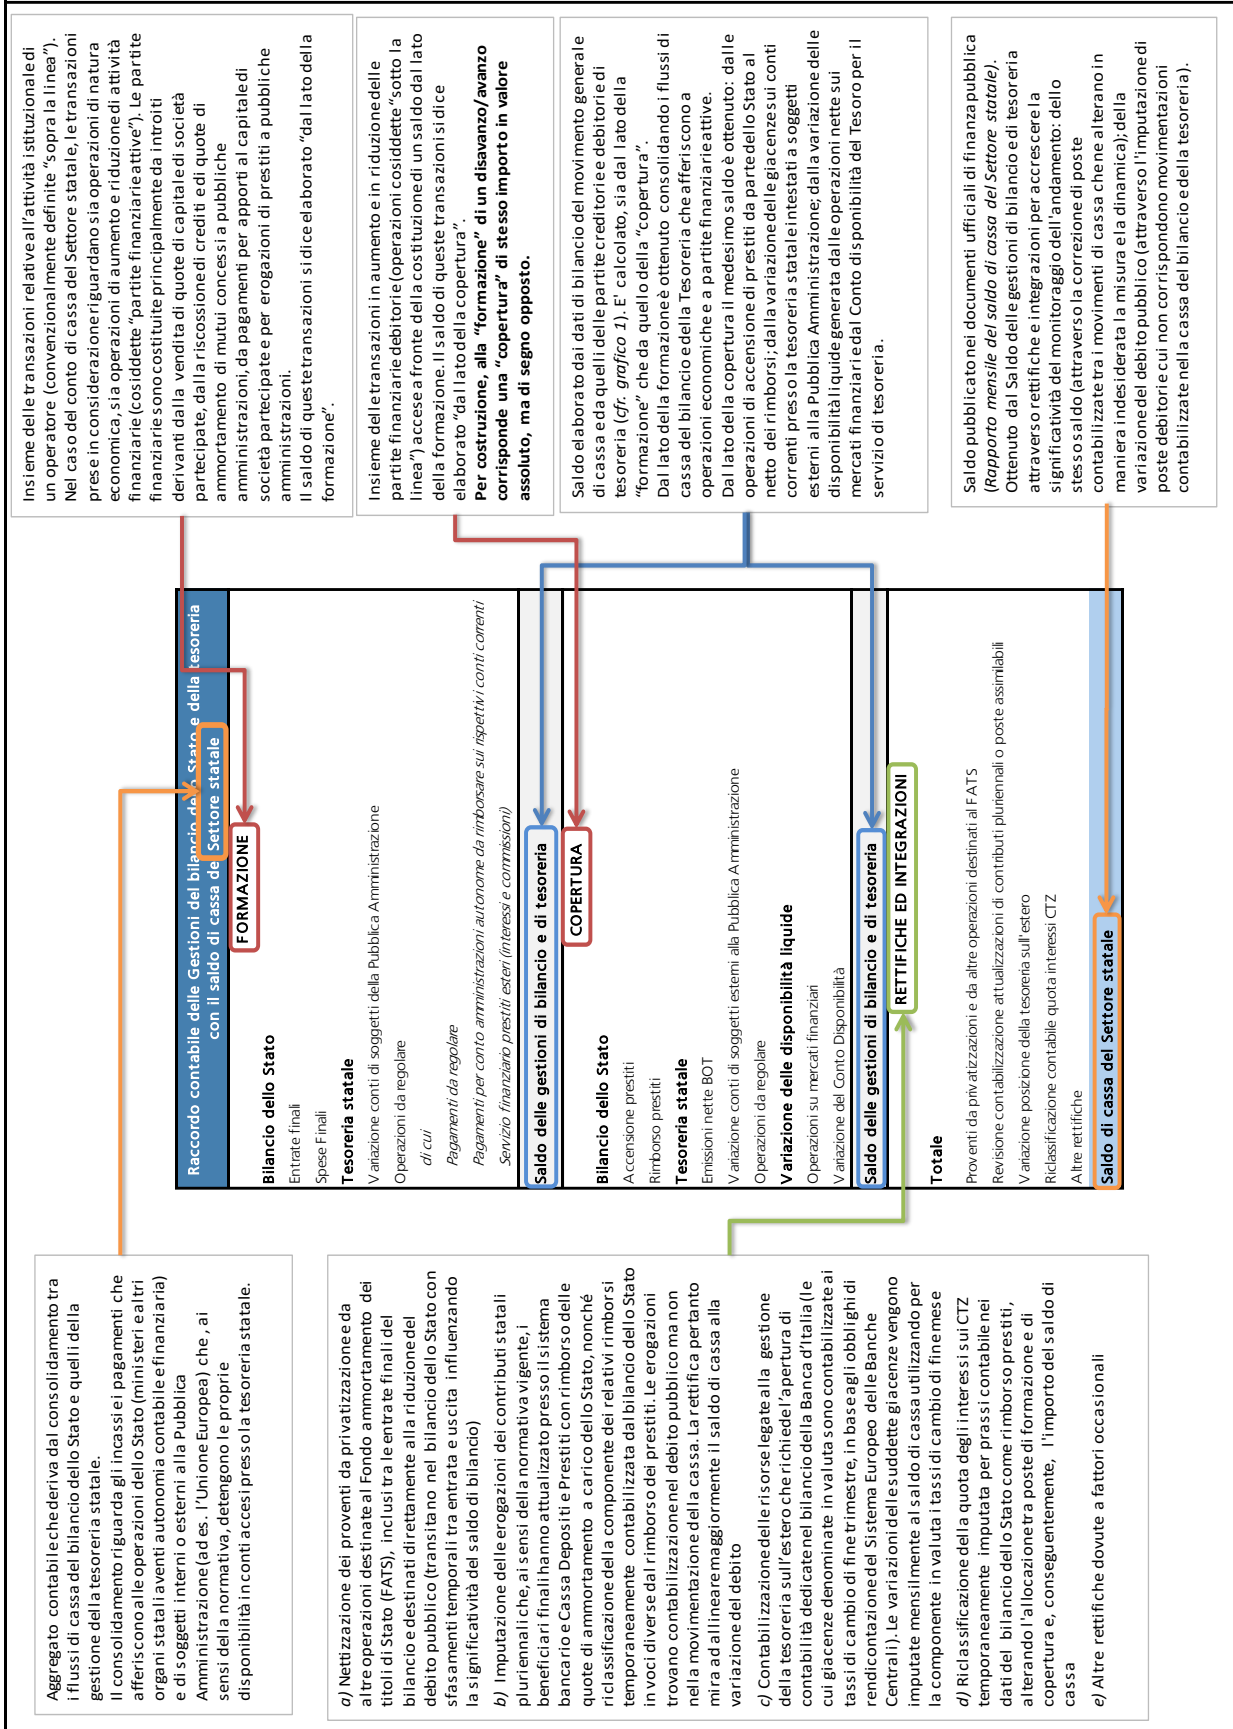 Aggregato contabile che deriva dal consolidamento tra
i flussi di cassa del bilancio dello Stato e quelli della
gestione della tesoreria statale.
Il consolidamento riguarda gli incassi e i pagamenti che
afferiscono alle operazioni dello Stato (ministeri e altri
organi statali aventi autonomia contabile e finanziaria)
e di soggetti interni o esterni alla Pubblica
Amministrazione (ad es. l'Unione Europea) che , ai
sensi della normativa, detengono le proprie
disponibilità in conti accesi presso la tesoreria statale.
a) Nettizzazione dei proventi da privatizzazione e da
altre operazioni destinate al Fondo ammortamento dei
titoli di Stato (FATS), inclusi tra le entrate finali del
bilancio e destinati direttamente alla riduzione del
debito pubblico (transitano nel bilancio dello Stato con
sfasamenti temporali tra entrata e uscita influenzando
la significatività del saldo di bilancio)
b) Imputazione delle erogazioni dei contributi statali
pluriennali che, ai sensi della normativa vigente, i
beneficiari finali hanno attualizzato presso il sistema
bancario e Cassa Depositi e Prestiti con rimborso delle
quote di ammortamento a carico dello Stato, nonché
riclassificazione della componente dei relativi rimborsi
temporaneamente contabilizzata dal bilancio dello Stato
in voci diverse dal rimborso dei prestiti. Le erogazioni
trovano contabilizzazione nel debito pubblico ma non
nella movimentazione della cassa. La rettifica pertanto
mira ad allineare maggiormente il saldo di cassa alla
variazione del debito
c) Contabilizzazione delle risorse legate alla gestione
della tesoreria sull'estero che richiede l'apertura di
contabilità dedicate nel bilancio della Banca d'Italia (le
cui giacenze denominate in valuta sono contabilizzate ai
tassi di cambio di fine trimestre, in base agli obblighi di
rendicontazione del Sistema Europeo delle Banche
Centrali). Le variazioni delle suddette giacenze vengono
imputate mensilmente al saldo di cassa utilizzando per
la componente in valuta i tassi di cambio di fine mese
d) Riclassificazione della quota degli interessi sui CTZ
temporaneamente imputata per prassi contabile nei
dati del bilancio dello Stato come rimborso prestiti,
alterando l'allocazione tra poste di formazione e di
copertura e, conseguentemente, l'importo del saldo di
cassa
e) Altre rettifiche dovute a fattori occasionali
Raccordo contabile delle Gestioni del bilancio dello Stato e della tesoreria
con il saldo di cassa del Settore statale
FORMAZIONE
Bilancio dello Stato
Entrate finali
Spese Finali
Tesoreria statale
Variazione conti di soggetti della Pubblica Amministrazione
Operazioni da regolare
di cui
Pagamenti da regolare
Pagamenti per conto amministrazioni autonome da rimborsare sui rispettivi conti correnti
Servizio finanziario prestiti esteri (interessi e commissioni)
Saldo delle gestioni di bilancio e di tesoreria
COPERTURA
Bilancio dello Stato
Accensione prestiti
Rimborso prestiti
Tesoreria statale
Emissioni nette BOT
Variazione conti di soggetti esterni alla Pubblica Amministrazione
Operazioni da regolare
Variazione delle disponibilità liquide
Operazioni su mercati finanziari
Variazione del Conto Disponibilità
Saldo delle gestioni di bilancio e di tesoreria
RETTIFICHE ED INTEGRAZIONI
Totale
Proventi da privatizzazioni e da altre operazioni destinati al FATS
Revisione contabilizzazione attualizzazioni di contributi pluriennali o poste assimilabili
Variazione posizione della tesoreria sull'estero
Riclassificazione contabile quota interessi CTZ
Altre rettifiche
Saldo di cassa del Settore statale
Insieme delle transazioni relative all'attività istituzionale di
un operatore (convenzionalmente definite "sopra la linea").
Nel caso del conto di cassa del Settore statale, le transazioni
prese in considerazione riguardano sia operazioni di natura
economica, sia operazioni di aumento e riduzione di attività
finanziarie (cosiddette "partite finanziarie attive"). Le partite
finanziarie sono costituite principalmente da introiti
derivanti dalla vendita di quote di capitale di società
partecipate, dalla riscossione di crediti e di quote di
ammortamento di mutui concessi a pubbliche
amministrazioni, da pagamenti per apporti al capitale di
società partecipate e per erogazioni di prestiti a pubbliche
amministrazioni.
Il saldo di queste transazioni si dice elaborato "dal lato della
formazione".
Insieme delle transazioni in aumento e in riduzione delle
partite finanziarie debitorie (operazioni cosiddette "sotto la
linea") accese a fronte della costituzione di un saldo dal lato
della formazione. Il saldo di queste transazioni si dice
elaborato "dal lato della copertura".
Per costruzione, alla "formazione" di un disavanzo/avanzo
corrisponde una "copertura" di stesso importo in valore
assoluto, ma di segno opposto.
Saldo elaborato dai dati di bilancio del movimento generale
di cassa e da quelli delle partite creditorie e debitorie di
tesoreria (cfr. grafico 1). E' calcolato, sia dal lato della
"formazione" che da quello della "copertura".
Dal lato della formazione è ottenuto consolidando i flussi di
cassa del bilancio e della Tesoreria che afferiscono a
operazioni economiche e a partite finanziarie attive.
Dal lato della copertura il medesimo saldo è ottenuto: dalle
operazioni di accensione di prestiti da parte dello Stato al
netto dei rimborsi; dalla variazione delle giacenze sui conti
correnti presso la tesoreria statale intestati a soggetti
esterni alla Pubblica Amministrazione; dalla variazione delle
disponibilità liquide generata dalle operazioni nette sui
mercati finanziari e dal Conto disponibilità del Tesoro per il
servizio di tesoreria.
Saldo pubblicato nei documenti ufficiali di finanza pubblica
(Rapporto mensile del saldo di cassa del Settore statale).
Ottenuto dal Saldo delle gestioni di bilancio e di tesoreria
attraverso rettifiche e integrazioni per accrescere la
significatività del monitoraggio dell'andamento: dello
stesso saldo (attraverso la correzione di poste
contabilizzate tra i movimenti di cassa che ne alterano in
maniera indesiderata la misura e la dinamica); della
variazione del debito pubblico (attraverso l'imputazione di
poste debitorie cui non corrispondono movimentazioni
contabilizzate nella cassa del bilancio e della tesoreria).